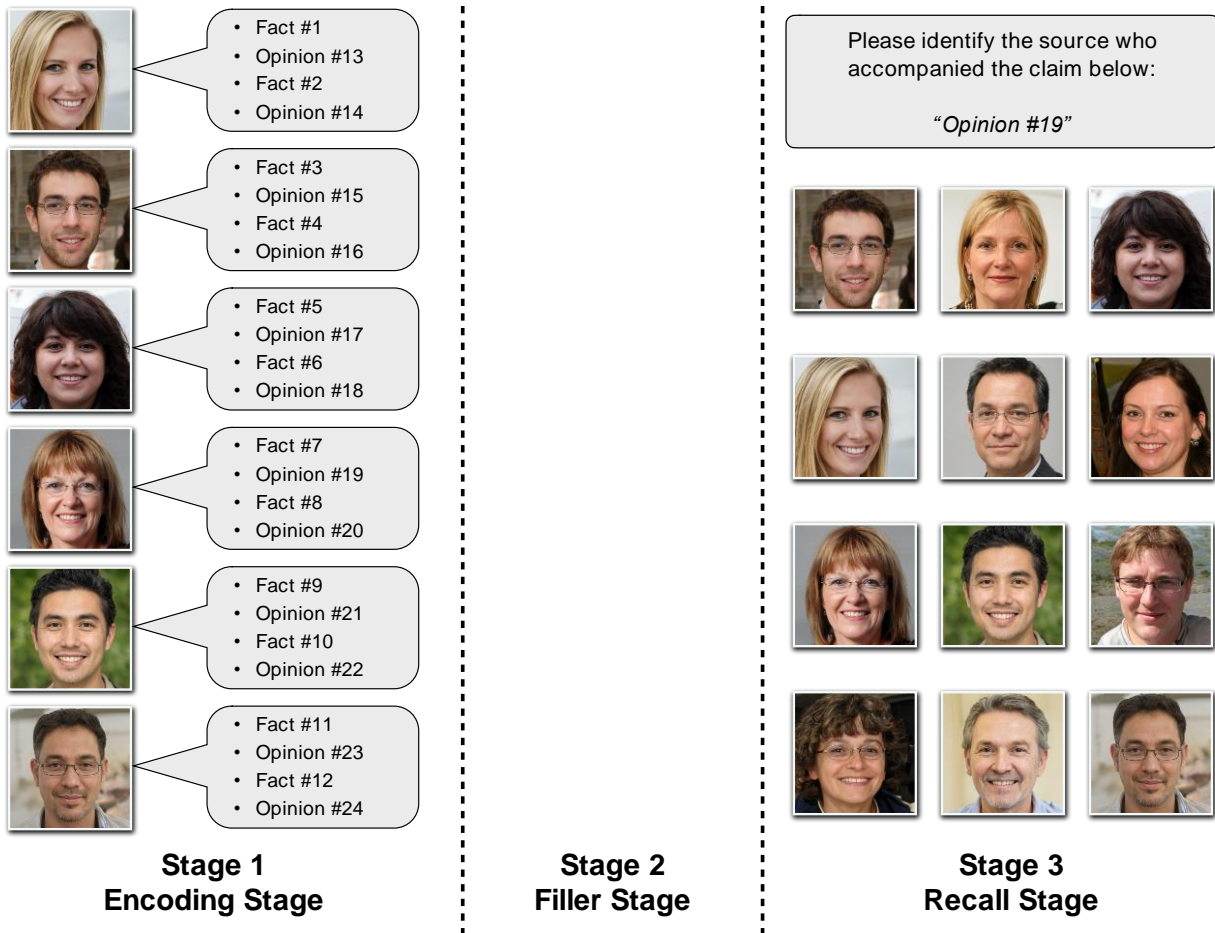 • Fact #1
• Opinion #13
• Fact #2
• Opinion #14
• Fact #3
• Opinion #15
• Fact #4
• Opinion #16
• Fact #5
• Opinion #17
• Fact #6
• Opinion #18
• Fact #7
• Opinion #19
• Fact #8
• Opinion #20
• Fact #9
• Opinion #21
• Fact #10
• Opinion #22
• Fact #11
• Opinion #23
• Fact #12
• Opinion #24
Stage 1
Encoding Stage
Stage 2
Filler Stage
Please identify the source who
accompanied the claim below:
“Opinion #19”
Stage 3
Recall Stage